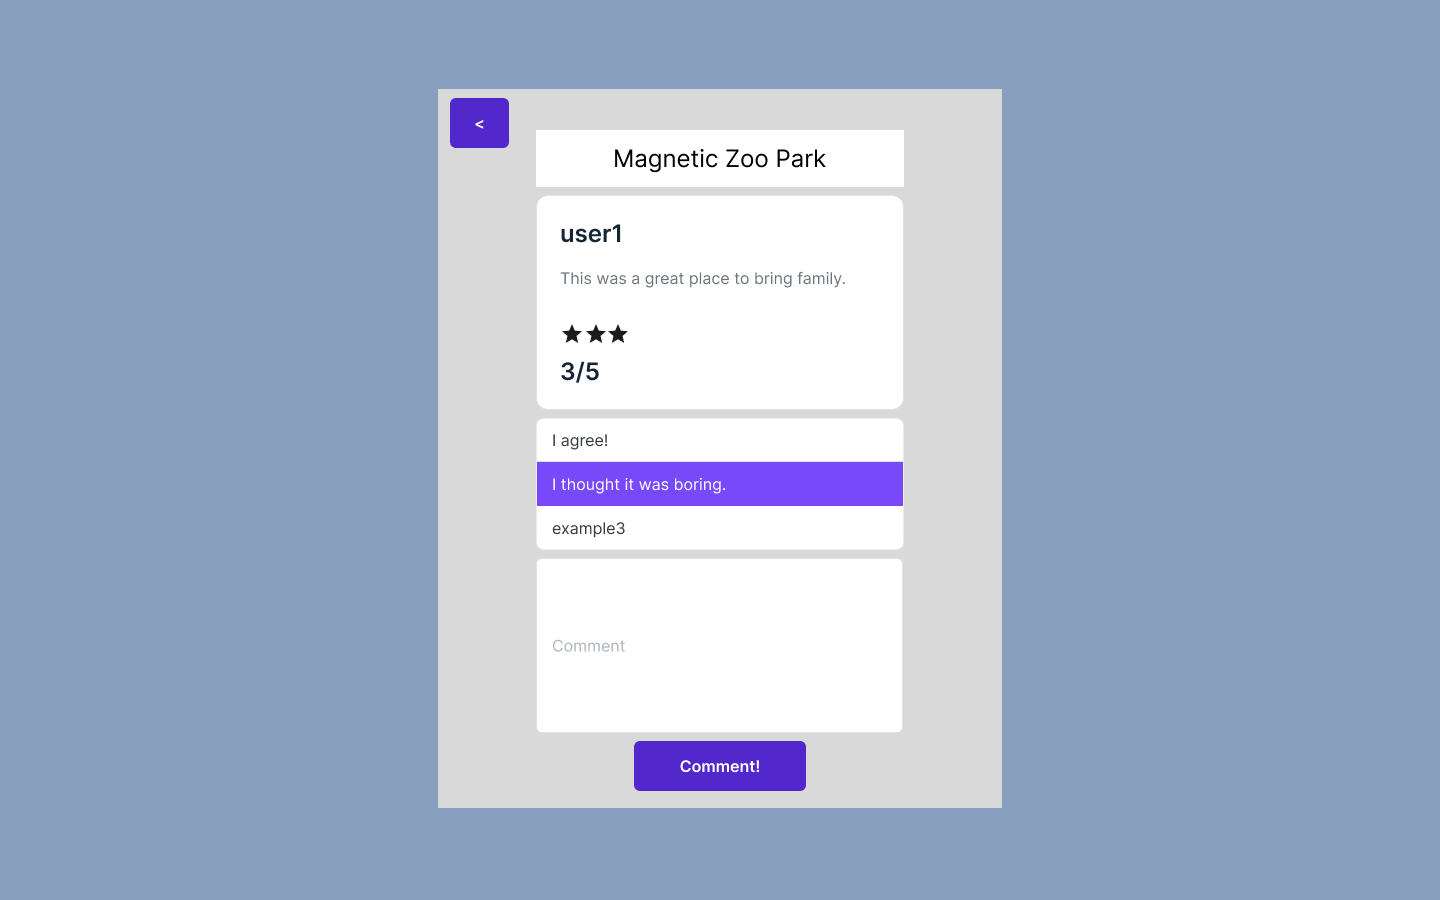 <
Magnetic Zoo Park
user1
This was a great place to bring family.
3/5
I agree!
I thought it was boring.
example3
Comment
Comment!